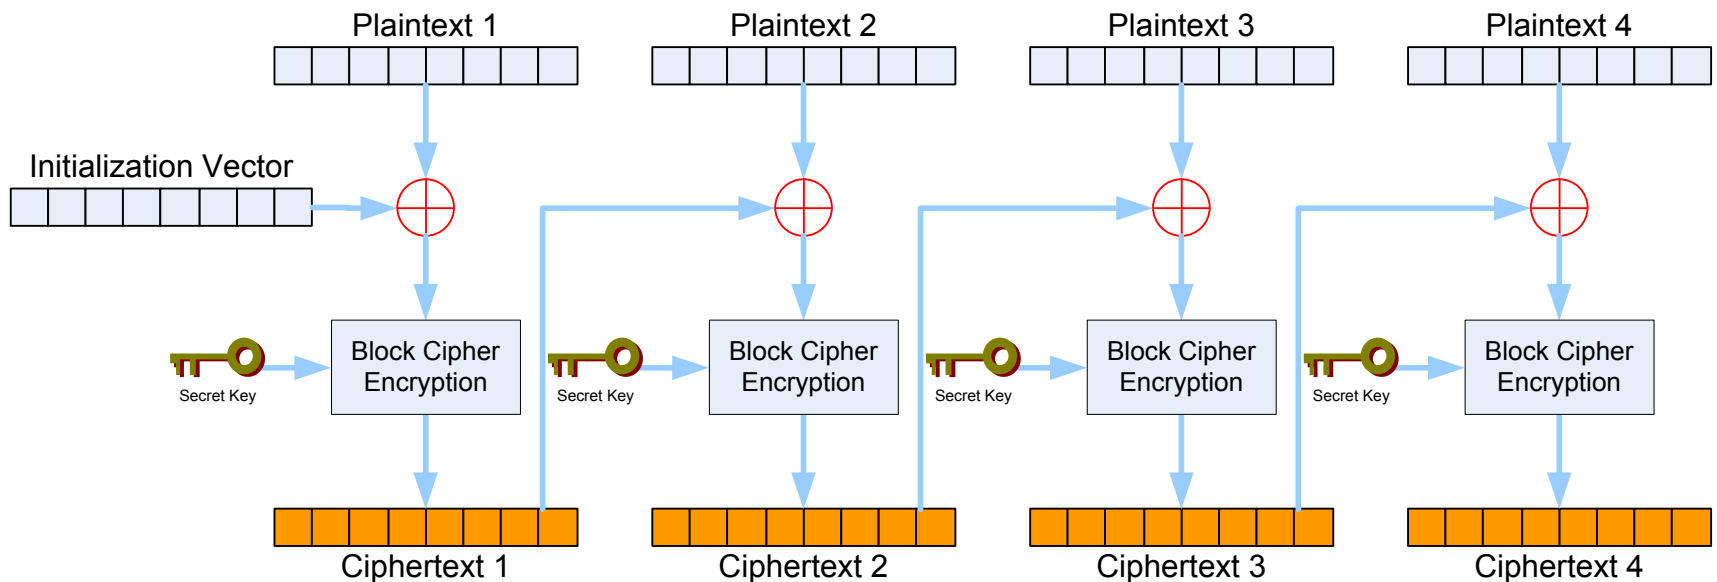 Plaintext 1
Plaintext 2
Plaintext 3
Plaintext 4
Initialization Vector
Block Cipher
Encryption
Secret Key
Block Cipher
Encryption
Secret Key
Block Cipher
Encryption
Secret Key
Block Cipher
Encryption
Secret Key
Ciphertext 1
Ciphertext 2
Ciphertext 3
Ciphertext 4